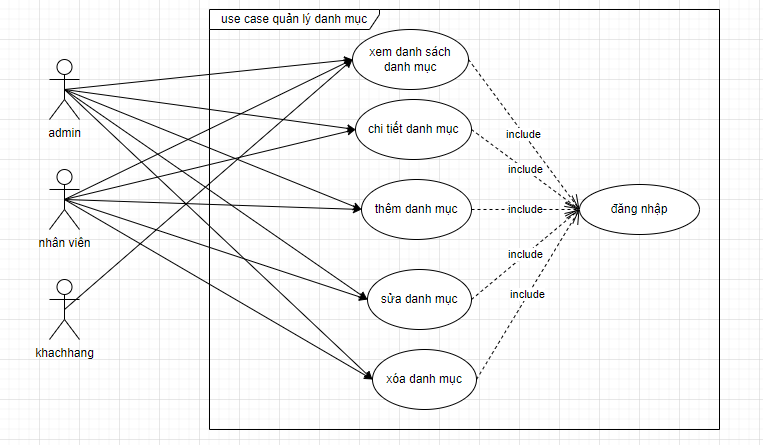 use case quản lý danh mục
xem danh sách
danh mục
admin
chi tiết danh mục
include
include
thêm danh mục
include
đăng nhập
nhân viên
include
sửa danh mục
include
khachhang
xóa danh mục